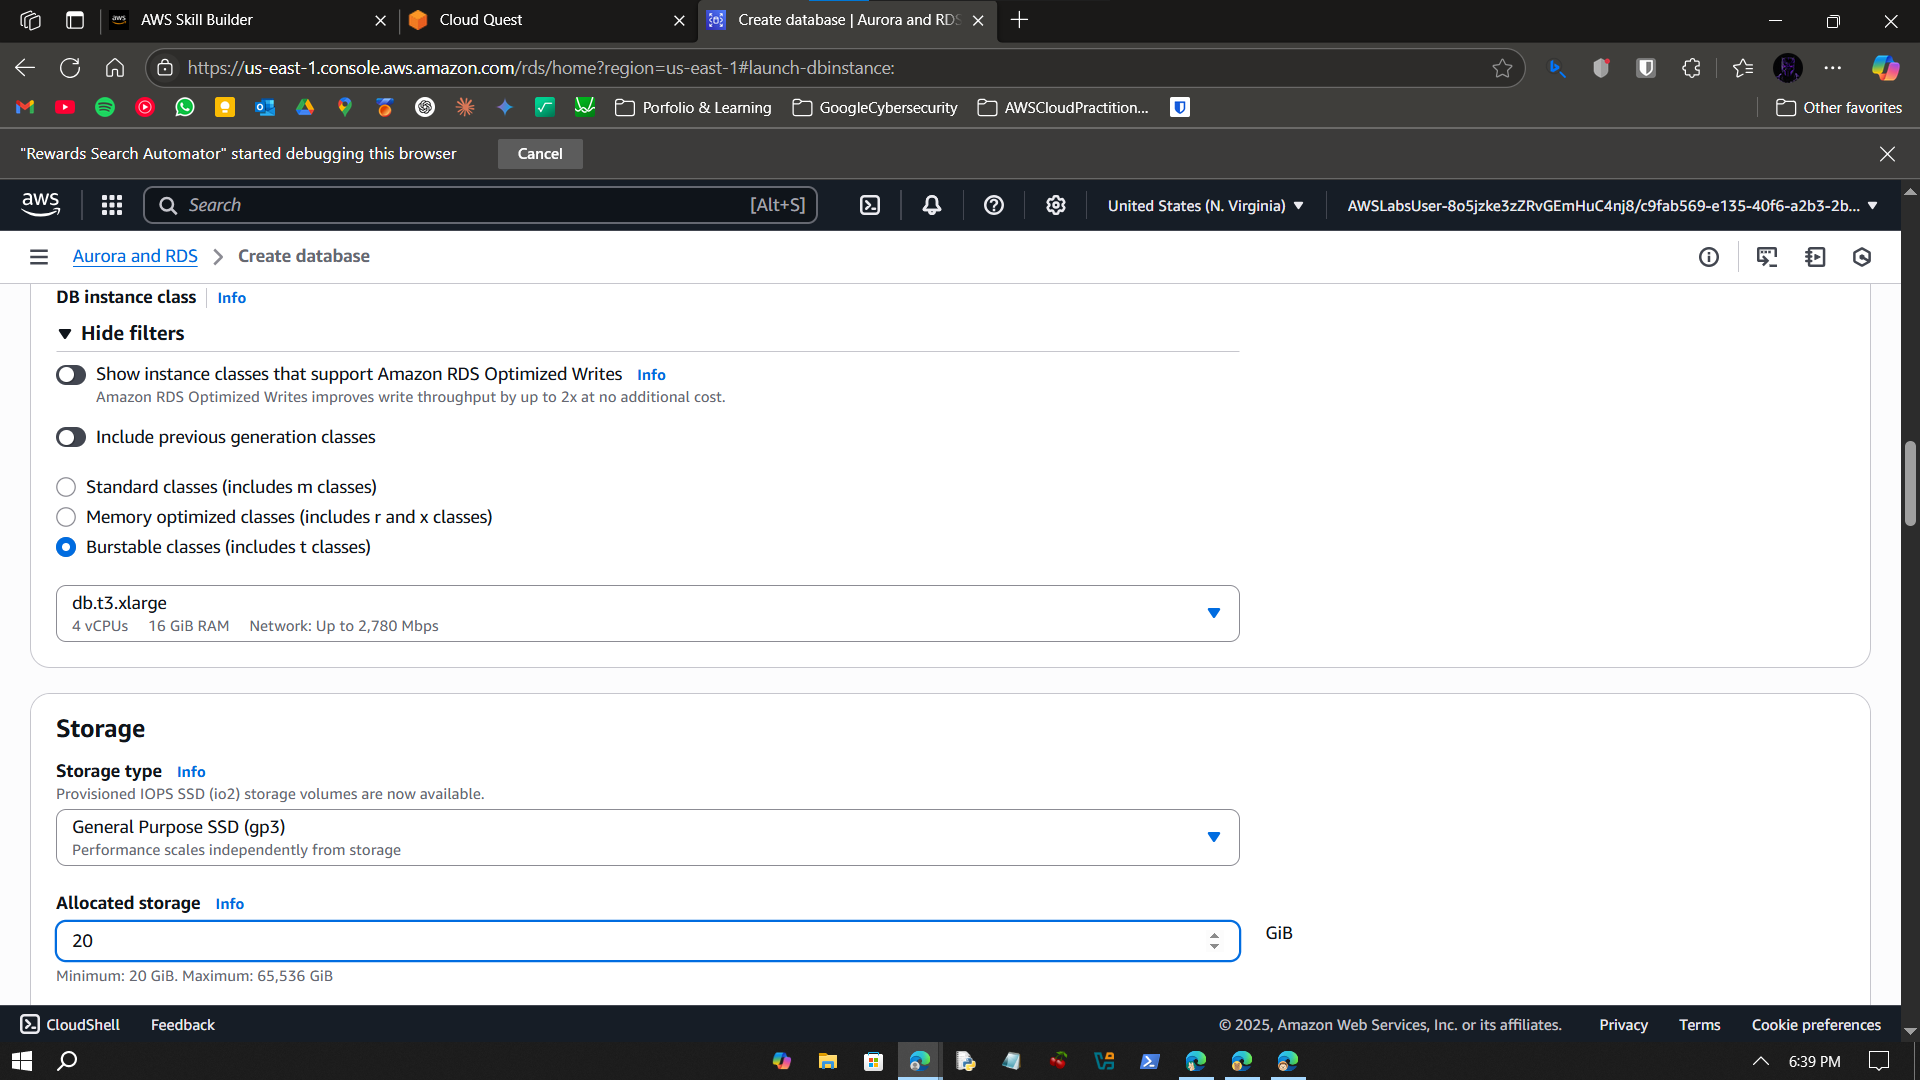 AWS Skill Builder
Cloud Quest
Create database | Aurora and RDS
https://us-east-1.console.aws.amazon.com/rds/home?region=us-east-1#launch-dbinstance:
Porfolio & Learning
GoogleCybersecurity
AWSCloudPractition...
Other favorites
"Rewards Search Automator" started debugging this browser
Cancel
aws
Search
[Alt+S]
United States (N. Virginia)
AWSLabsUser-8o5jzke3zZRvGEmHuC4nj8/c9fab569-e135-40f6-a2b3-2b...
Aurora and RDS
Create database
DB instance class
Info
Hide filters
Show instance classes that support Amazon RDS Optimized Writes Info
Amazon RDS Optimized Writes improves write throughput by up to 2x at no additional cost.
Include previous generation classes
Standard classes (includes m classes)
Memory optimized classes (includes r and x classes)
Burstable classes (includes t classes)
db.t3.xlarge
4 vCPUs 16 GiB RAM Network: Up to 2,780 Mbps
Storage
Storage type Info
Provisioned IOPS SSD (io2) storage volumes are now available.
General Purpose SSD (gp3)
Performance scales independently from storage
Allocated storage Info
20
GiB
Minimum: 20 GiB. Maximum: 65,536 GiB
CloudShell
Feedback
© 2025, Amazon Web Services, Inc. or its affiliates.
Privacy
Terms
Cookie preferences
6:39 PM